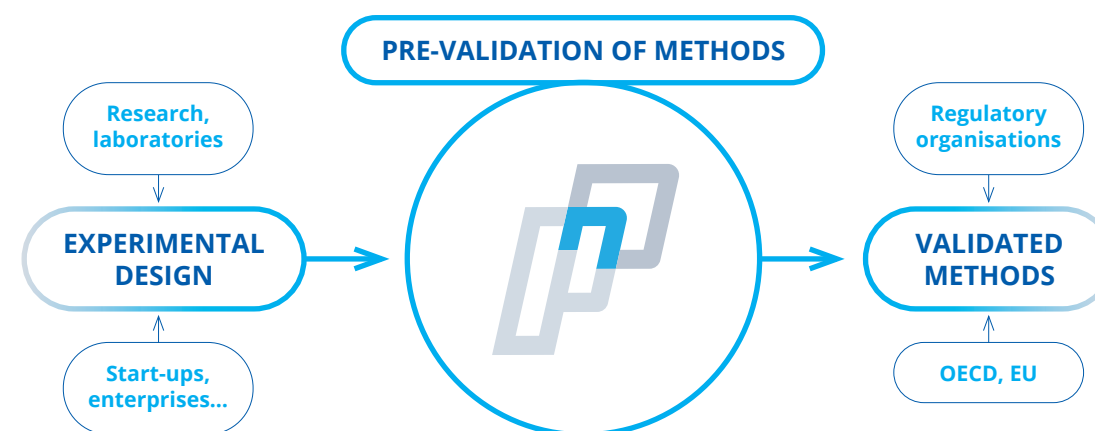 PRE-VALIDATION OF METHODS
Research,
laboratories
Regulatory
organisations
EXPERIMENTAL
DESIGN
VALIDATED
METHODS
Start-ups,
enterprises...
OECD, EU